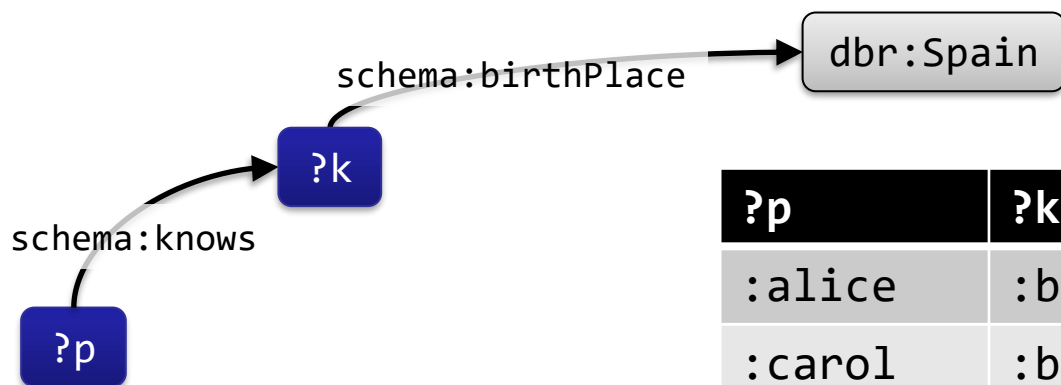 dbr:Spain
schema:birthPlace
?k
schema:knows
?p
?p ?k
:alice :b
:carol :b